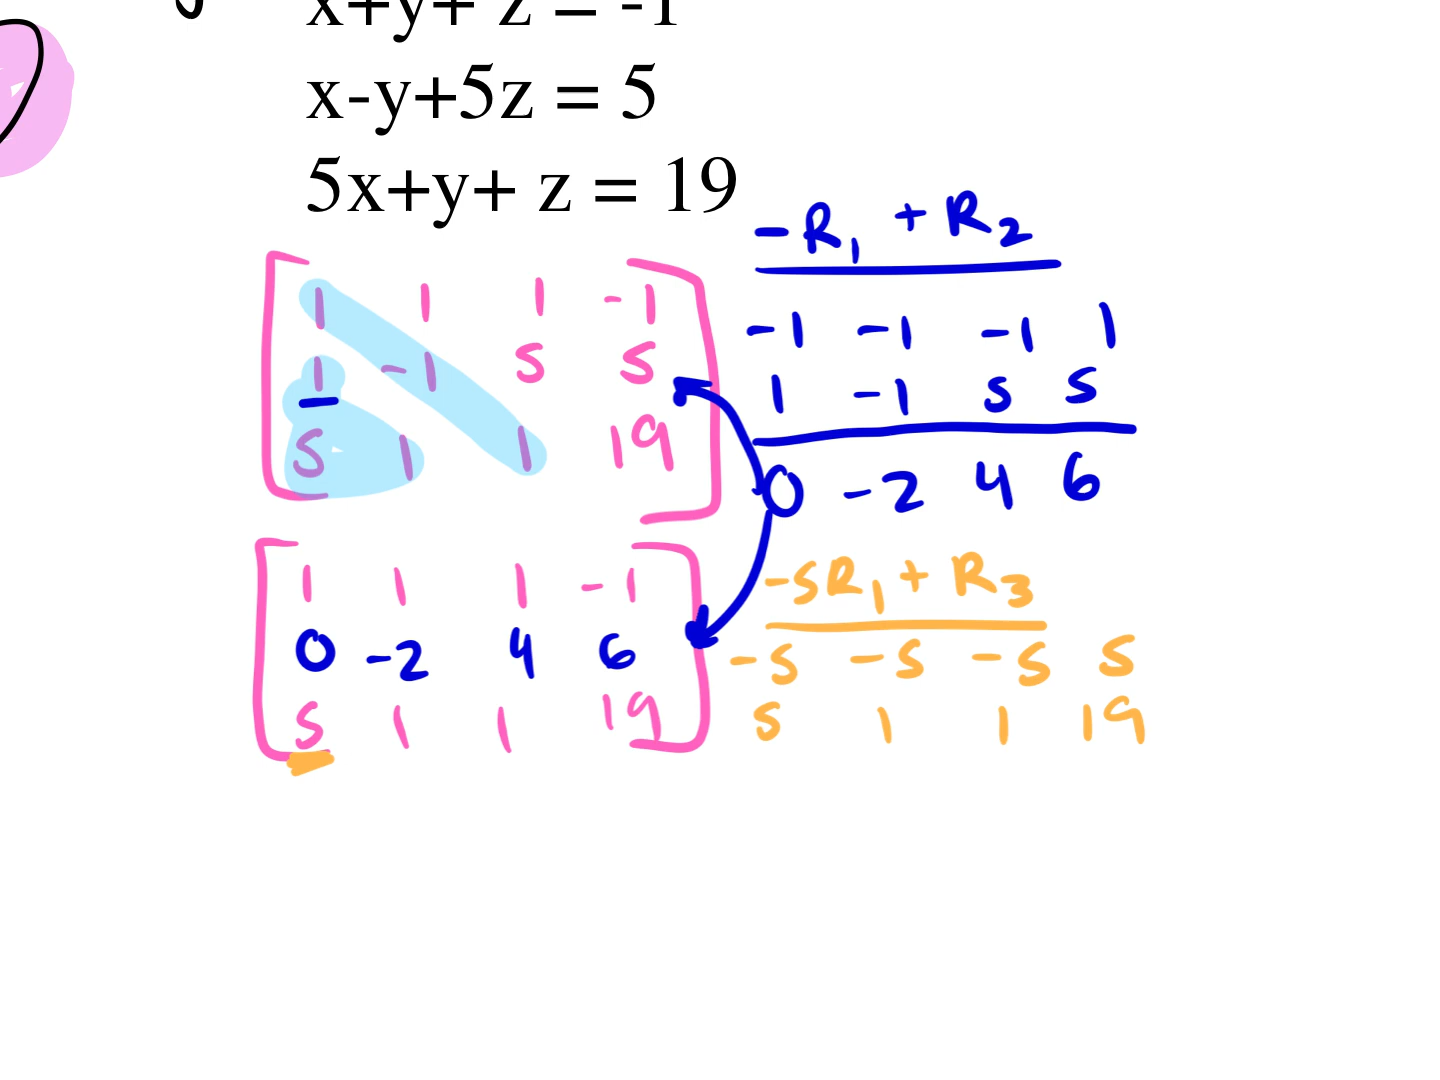 x+y+ z = -1
x-y+5z = 5
5x+y+ z = 19
-R₁ + R₂
1 1 1 -1
1 -1 5 5
5 1 1 19
-1 -1 -1 1
1 -1 5 5
0 -2 4 6
1 1 1 -1
0 -2 4 6
5 1 1 19
-5R₁ + R₃
-5 -5 -5 5
5 1 1 19